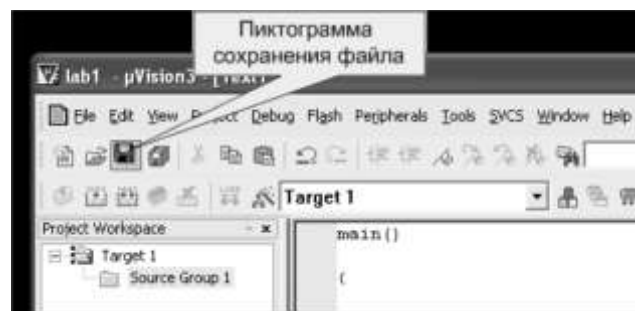 Пиктограмма
сохранения файла
lab1 - µVision3 - [Text1
File Edit View Project Debug Flash Peripherals Tools SVCS Window Help
Target 1
Project Workspace
main()
Target 1
Source Group 1
{